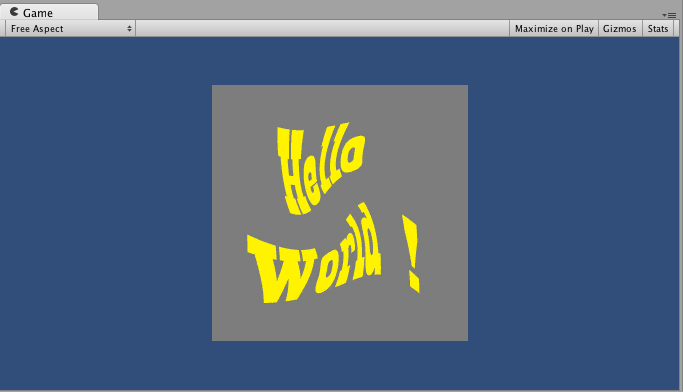 Game
Free Aspect Maximize on Play Gizmos Stats
Hello
World !